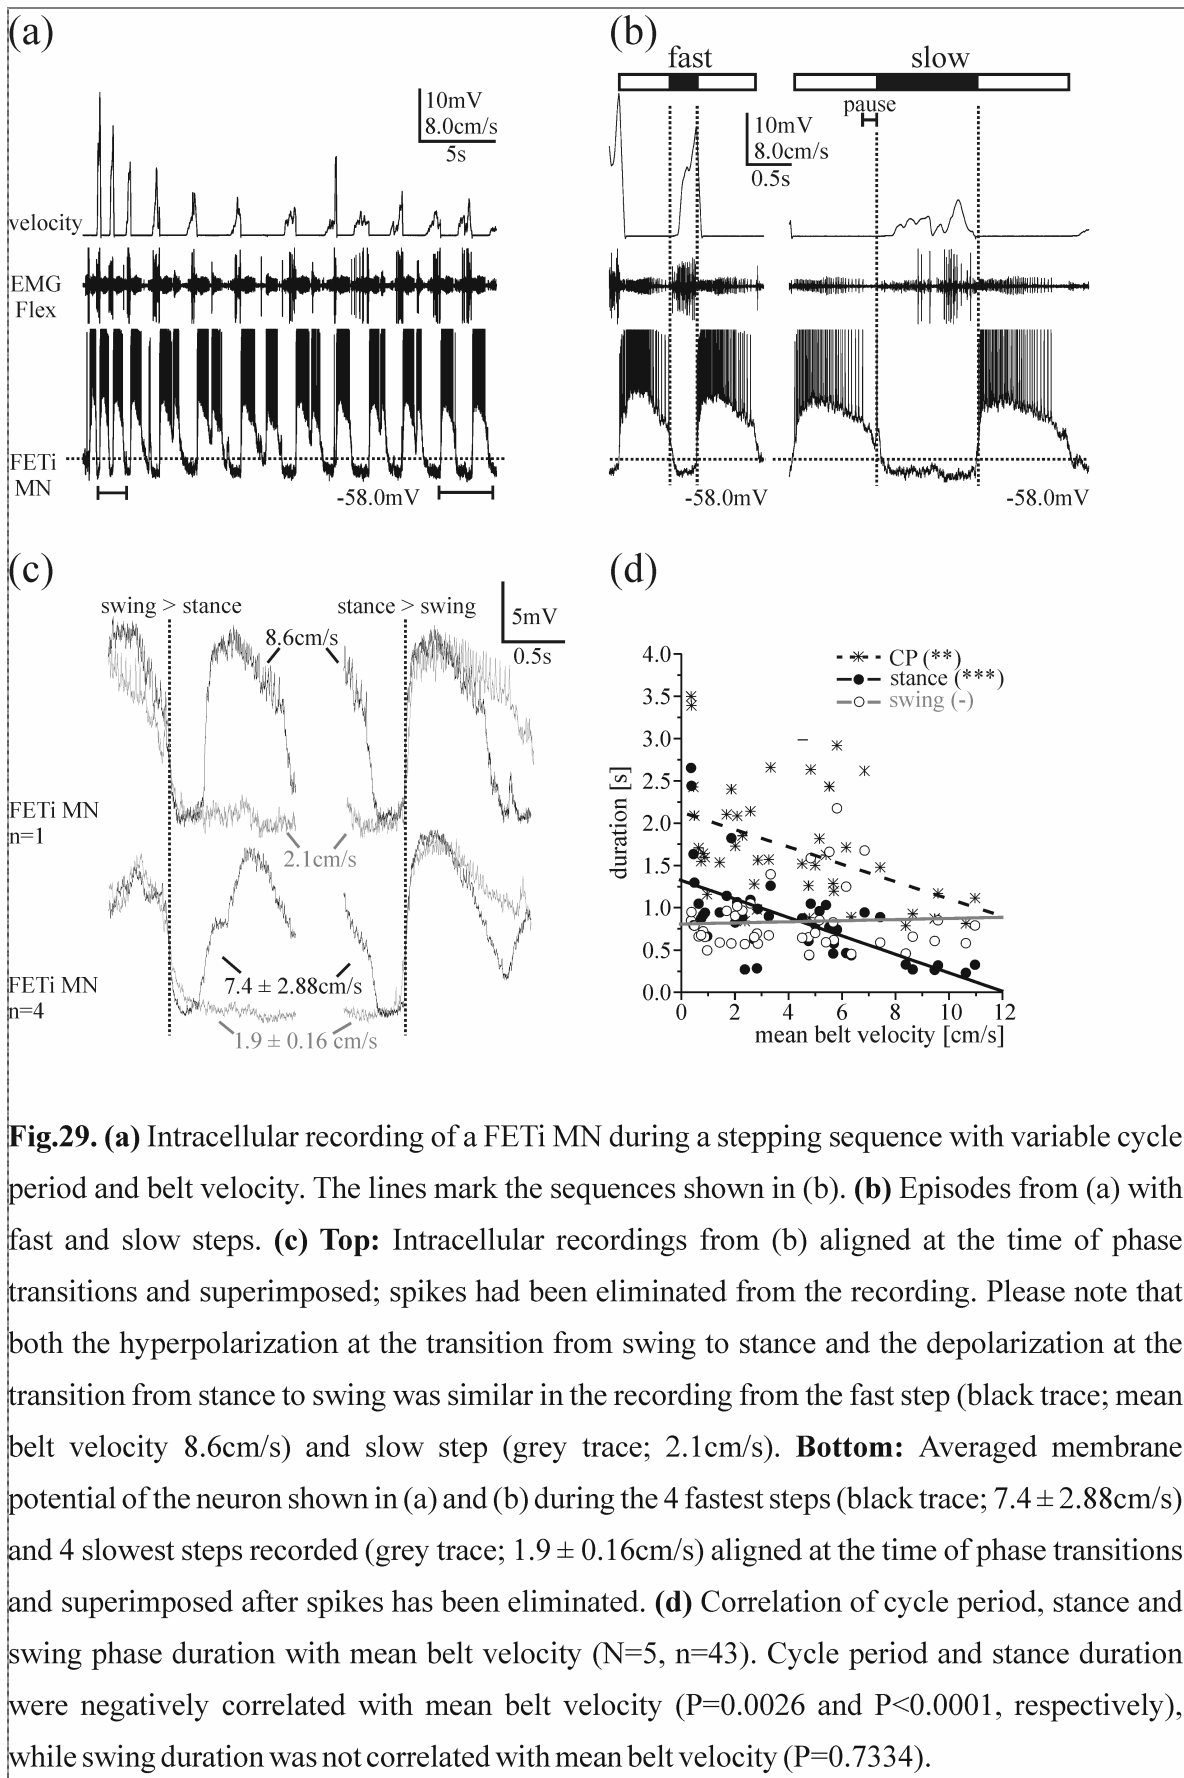 (a)
10mV
8.0cm/s
5s
velocity
EMG
Flex
FETi
MN
-58.0mV
(b)
fast
slow
pause
10mV
8.0cm/s
0.5s
-58.0mV
-58.0mV
(c)
swing > stance
stance > swing
5mV
0.5s
8.6cm/s
FETi MN
n=1
2.1cm/s
7.4 ± 2.88cm/s
FETi MN
n=4
1.9 ± 0.16 cm/s
(d)
CP (**)
stance (***)
swing (-)
4.0
3.5
3.0
2.5
2.0
1.5
1.0
0.5
0.0
duration [s]
0 2 4 6 8 10 12
mean belt velocity [cm/s]
Fig.29. (a) Intracellular recording of a FETi MN during a stepping sequence with variable cycle
period and belt velocity. The lines mark the sequences shown in (b). (b) Episodes from (a) with
fast and slow steps. (c) Top: Intracellular recordings from (b) aligned at the time of phase
transitions and superimposed; spikes had been eliminated from the recording. Please note that
both the hyperpolarization at the transition from swing to stance and the depolarization at the
transition from stance to swing was similar in the recording from the fast step (black trace; mean
belt velocity 8.6cm/s) and slow step (grey trace; 2.1cm/s). Bottom: Averaged membrane
potential of the neuron shown in (a) and (b) during the 4 fastest steps (black trace; 7.4 ± 2.88cm/s)
and 4 slowest steps recorded (grey trace; 1.9 ± 0.16cm/s) aligned at the time of phase transitions
and superimposed after spikes has been eliminated. (d) Correlation of cycle period, stance and
swing phase duration with mean belt velocity (N=5, n=43). Cycle period and stance duration
were negatively correlated with mean belt velocity (P=0.0026 and P<0.0001, respectively),
while swing duration was not correlated with mean belt velocity (P=0.7334).